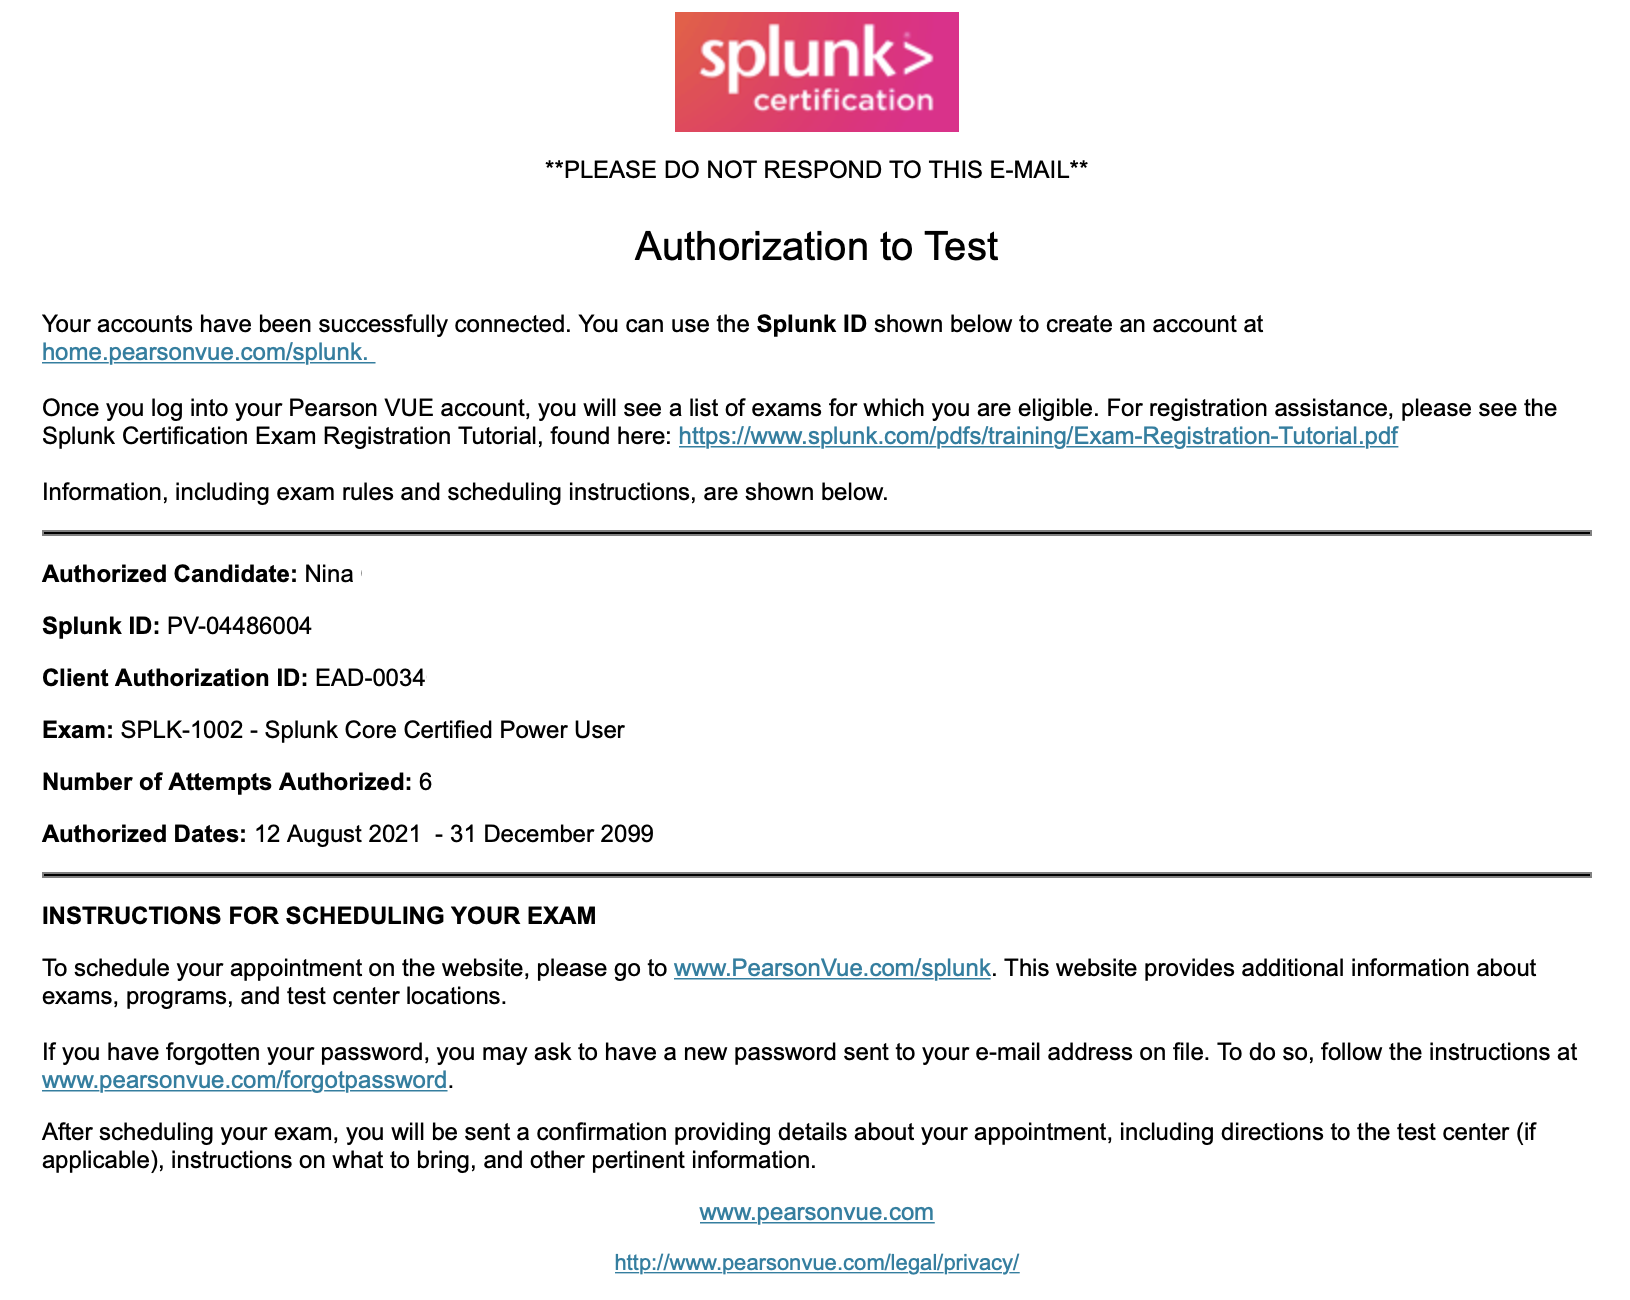 splunk>
certification
**PLEASE DO NOT RESPOND TO THIS E-MAIL**
Authorization to Test
Your accounts have been successfully connected. You can use the Splunk ID shown below to create an account at
home.pearsonvue.com/splunk.
Once you log into your Pearson VUE account, you will see a list of exams for which you are eligible. For registration assistance, please see the
Splunk Certification Exam Registration Tutorial, found here: https://www.splunk.com/pdfs/training/Exam-Registration-Tutorial.pdf
Information, including exam rules and scheduling instructions, are shown below.
Authorized Candidate: Nina
Splunk ID: PV-04486004
Client Authorization ID: EAD-0034
Exam: SPLK-1002 - Splunk Core Certified Power User
Number of Attempts Authorized: 6
Authorized Dates: 12 August 2021 - 31 December 2099
INSTRUCTIONS FOR SCHEDULING YOUR EXAM
To schedule your appointment on the website, please go to www.PearsonVue.com/splunk. This website provides additional information about
exams, programs, and test center locations.
If you have forgotten your password, you may ask to have a new password sent to your e-mail address on file. To do so, follow the instructions at
www.pearsonvue.com/forgotpassword.
After scheduling your exam, you will be sent a confirmation providing details about your appointment, including directions to the test center (if
applicable), instructions on what to bring, and other pertinent information.
www.pearsonvue.com
http://www.pearsonvue.com/legal/privacy/